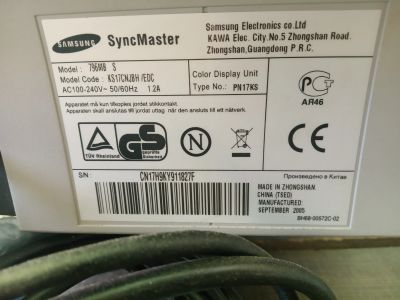 SAMSUNG SyncMaster
Samsung Electronics co.Ltd
KAWA Elec. City.No.5 Zhongshan Road.
Zhongshan,Guangdong P.R.C.
Model : 796MB S
Model Code : KS17CNJBH /EDC
AC100-240V~ 50/60Hz 1.2A
Color Display Unit
Type No.: PN17KS
Apparatet må kun tilkoples jordet stikkontakt.
Apparaten skall anslutas till jordat uttag när den ansluts till ett nätverk.
АЯ46
TÜV Rheinland
geprüfte
Sicherheit
S/N : CN17H9KY911827F
Произведено в Китае
MADE IN ZHONGSHAN,
CHINA (TSED)
MANUFACTURED:
SEPTEMBER 2005
BH68-00572C-02